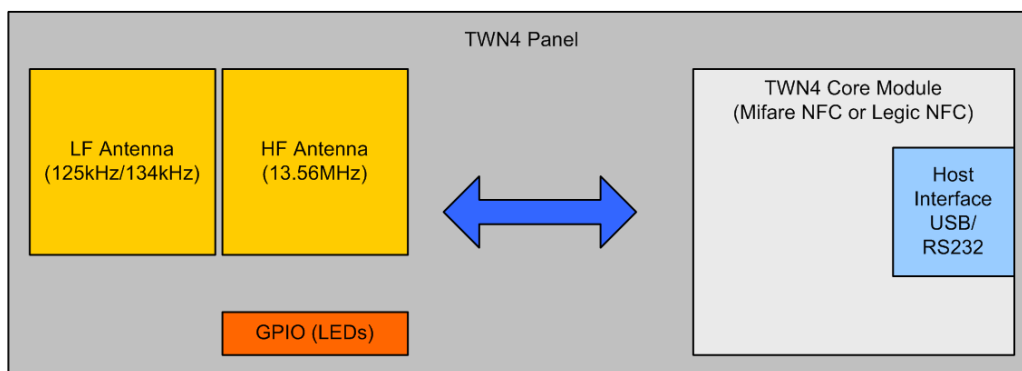 TWN4 Panel
LF Antenna
(125kHz/134kHz)
HF Antenna
(13.56MHz)
TWN4 Core Module
(Mifare NFC or Legic NFC)
Host
Interface
USB/
RS232
GPIO (LEDs)